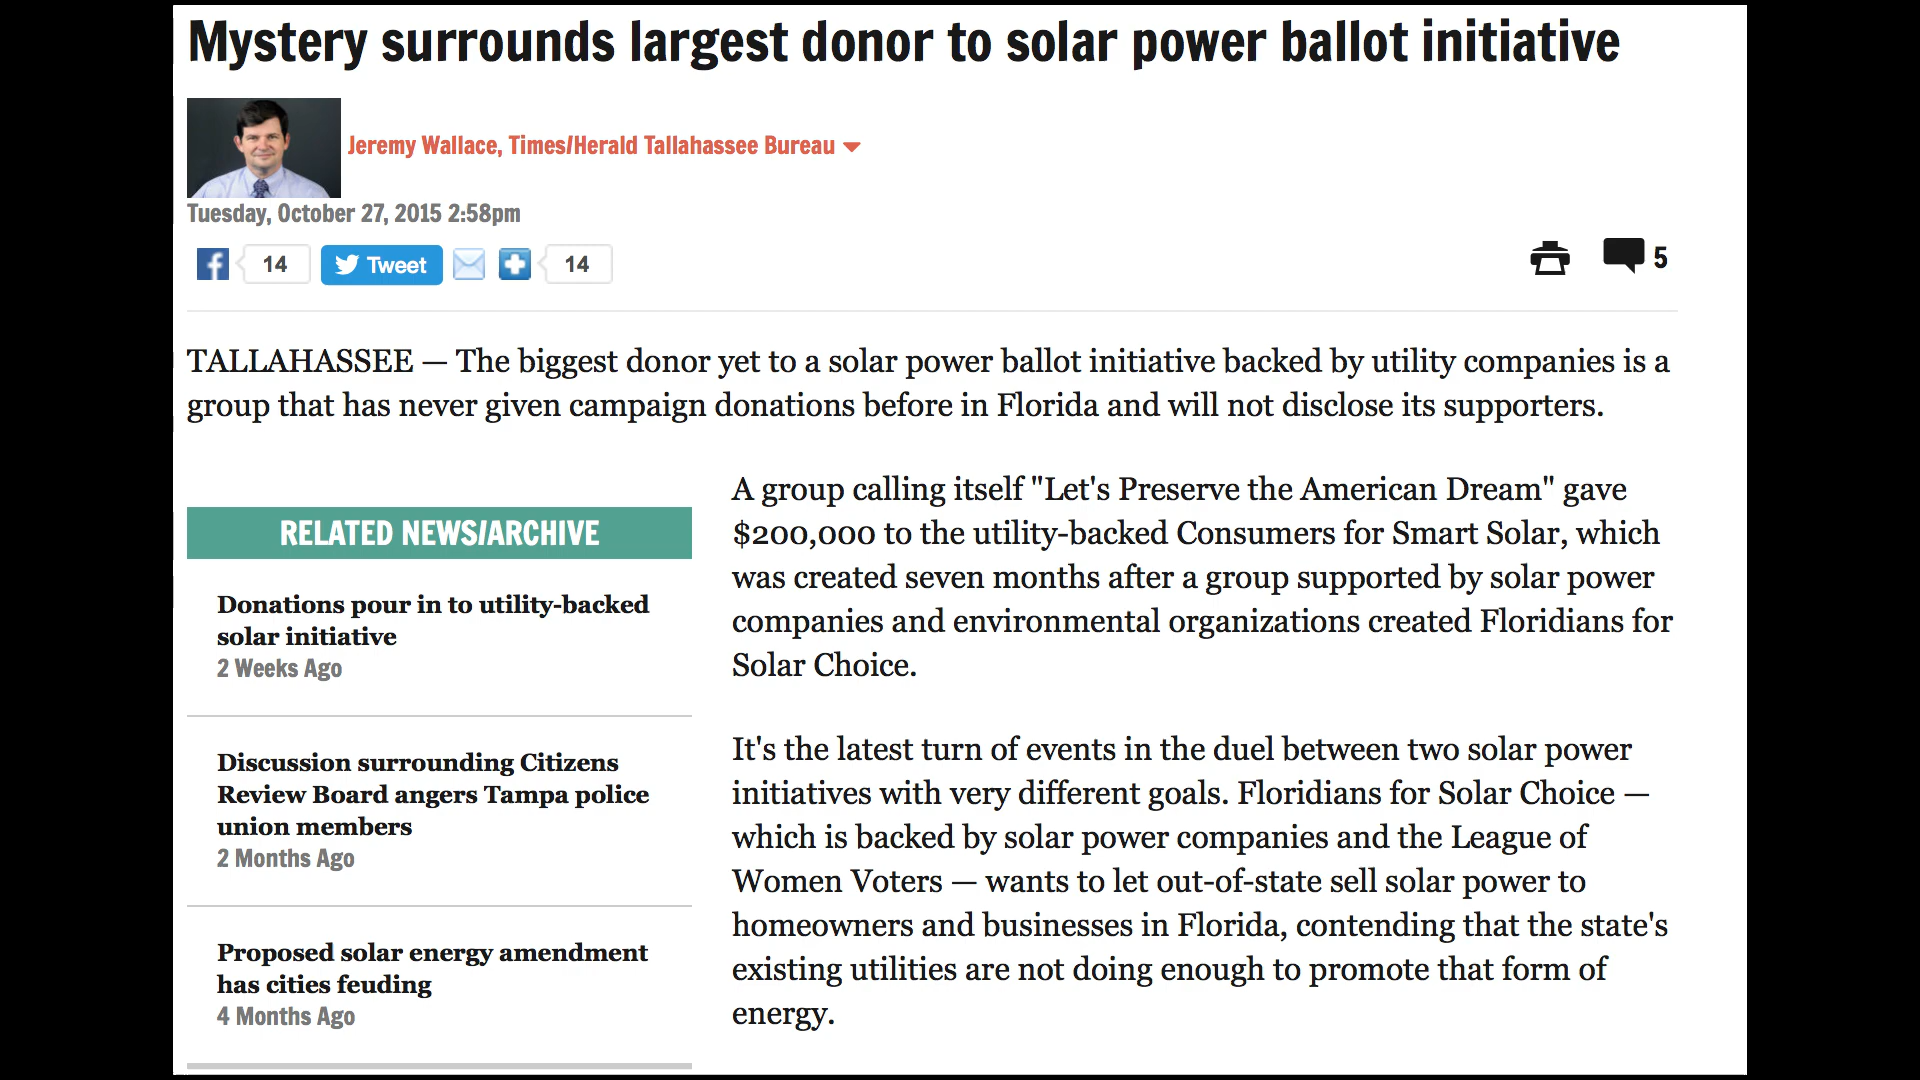 Mystery surrounds largest donor to solar power ballot initiative
Jeremy Wallace, Times/Herald Tallahassee Bureau
Tuesday, October 27, 2015 2:58pm
14 Tweet 14 5
TALLAHASSEE — The biggest donor yet to a solar power ballot initiative backed by utility companies is a
group that has never given campaign donations before in Florida and will not disclose its supporters.
RELATED NEWS/ARCHIVE
Donations pour in to utility-backed
solar initiative
2 Weeks Ago
Discussion surrounding Citizens
Review Board angers Tampa police
union members
2 Months Ago
Proposed solar energy amendment
has cities feuding
4 Months Ago
A group calling itself "Let's Preserve the American Dream" gave
$200,000 to the utility-backed Consumers for Smart Solar, which
was created seven months after a group supported by solar power
companies and environmental organizations created Floridians for
Solar Choice.
It's the latest turn of events in the duel between two solar power
initiatives with very different goals. Floridians for Solar Choice —
which is backed by solar power companies and the League of
Women Voters — wants to let out-of-state sell solar power to
homeowners and businesses in Florida, contending that the state's
existing utilities are not doing enough to promote that form of
energy.